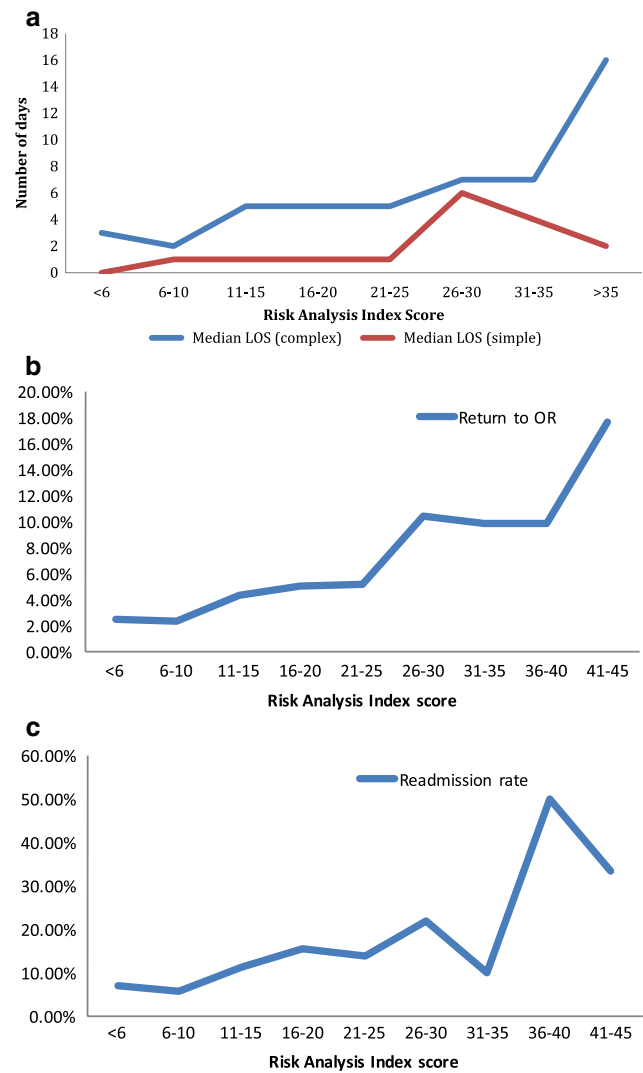 a
18
16
14
12
10
8
6
4
2
0
Number of days
<6 6-10 11-15 16-20 21-25 26-30 31-35 >35
Risk Analysis Index Score
Median LOS (complex) Median LOS (simple)
b
20.00%
18.00%
16.00%
14.00%
12.00%
10.00%
8.00%
6.00%
4.00%
2.00%
0.00%
Return to OR
<6 6-10 11-15 16-20 21-25 26-30 31-35 36-40 41-45
Risk Analysis Index score
c
60.00%
50.00%
40.00%
30.00%
20.00%
10.00%
0.00%
Readmission rate
<6 6-10 11-15 16-20 21-25 26-30 31-35 36-40 41-45
Risk Analysis Index score